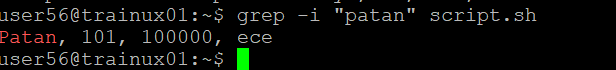 user56@trainux01:~$ grep -i "patan" script.sh
Patan, 101, 100000, ece
user56@trainux01:~$